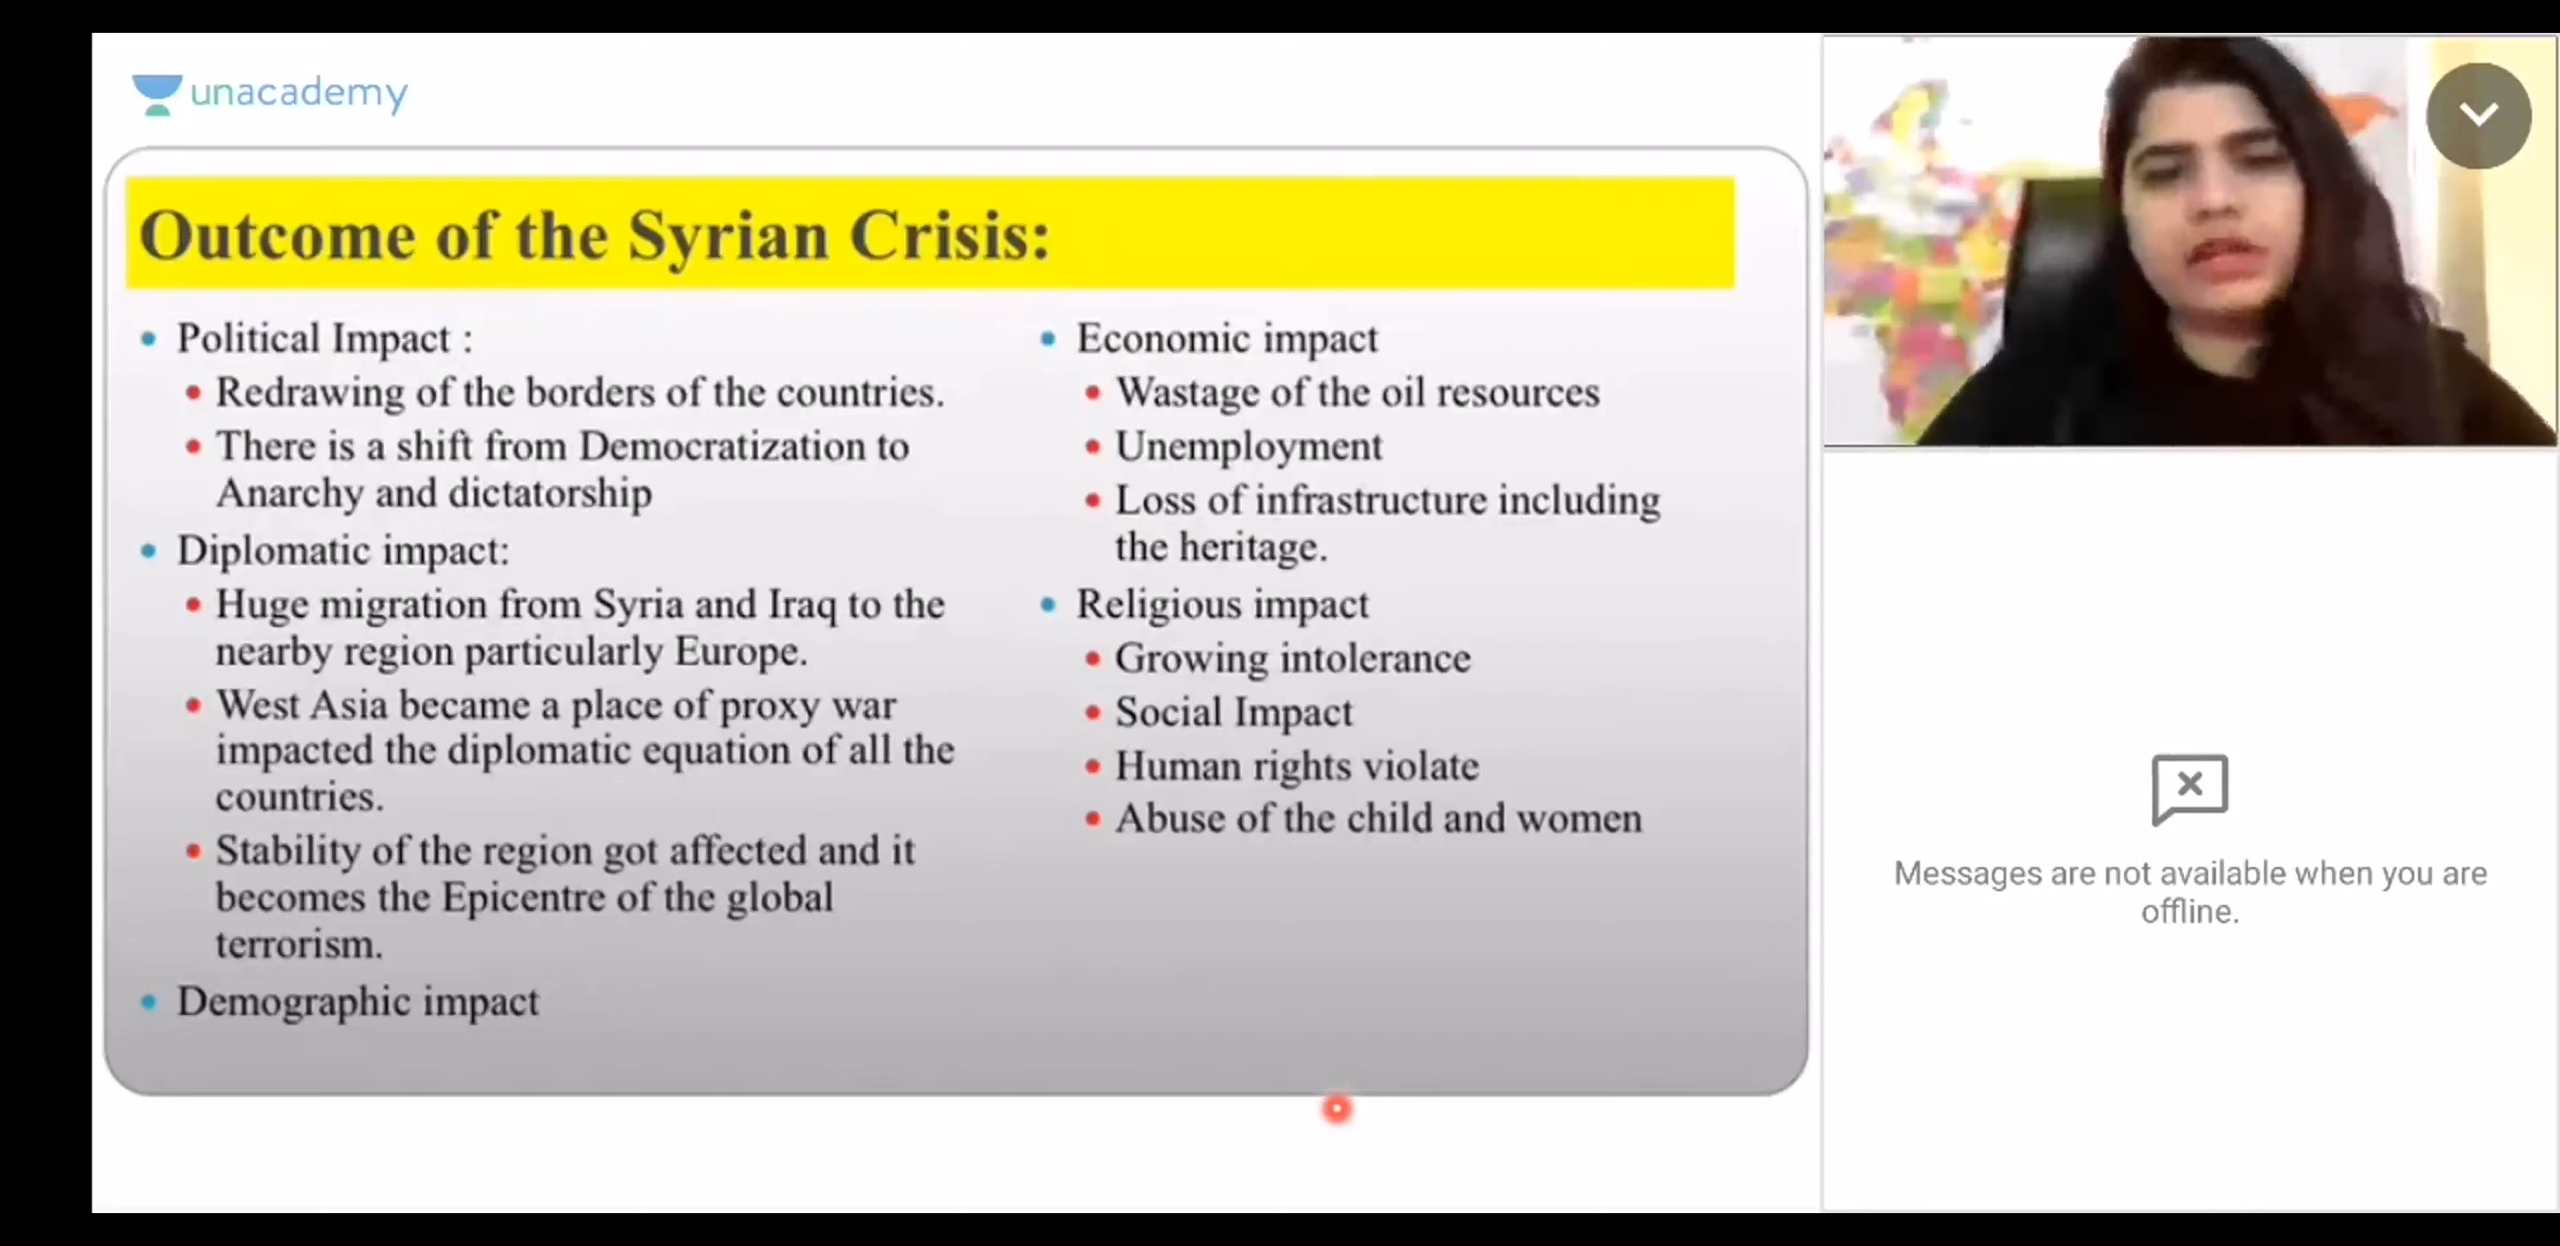 unacademy
Outcome of the Syrian Crisis:
Political Impact :
Redrawing of the borders of the countries.
There is a shift from Democratization to
Anarchy and dictatorship
Diplomatic impact:
Huge migration from Syria and Iraq to the
nearby region particularly Europe.
West Asia became a place of proxy war
impacted the diplomatic equation of all the
countries.
Stability of the region got affected and it
becomes the Epicentre of the global
terrorism.
Demographic impact
Economic impact
Wastage of the oil resources
Unemployment
Loss of infrastructure including
the heritage.
Religious impact
Growing intolerance
Social Impact
Human rights violate
Abuse of the child and women
Messages are not available when you are
offline.